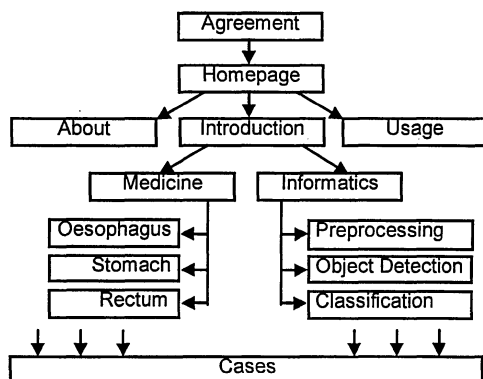 Agreement
Homepage
About
Introduction
Usage
Medicine
Informatics
Oesophagus
Preprocessing
Stomach
Object Detection
Rectum
Classification
Cases